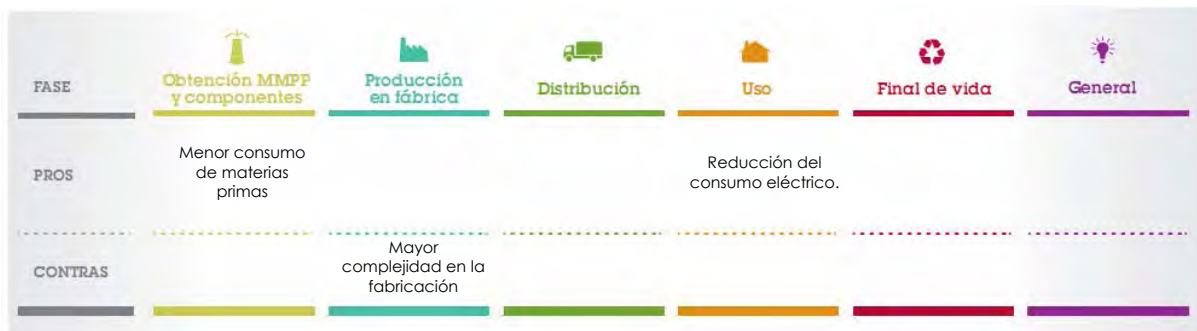 FASE
Obtención MMPP
y componentes
Producción
en fábrica
Distribución
Uso
Final de vida
General
PROS
Menor consumo
de materias
primas
Reducción del
consumo eléctrico.
CONTRAS
Mayor
complejidad en la
fabricación